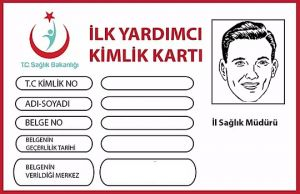 İLK YARDIMCI
KİMLİK KARTI
T.C. Sağlık Bakanlığı
T.C KİMLİK NO
ADI-SOYADI
BELGE NO
BELGENİN
GEÇERLİLİK TARİHİ
BELGENİN
VERİLDİĞİ MERKEZ
İl Sağlık Müdürü